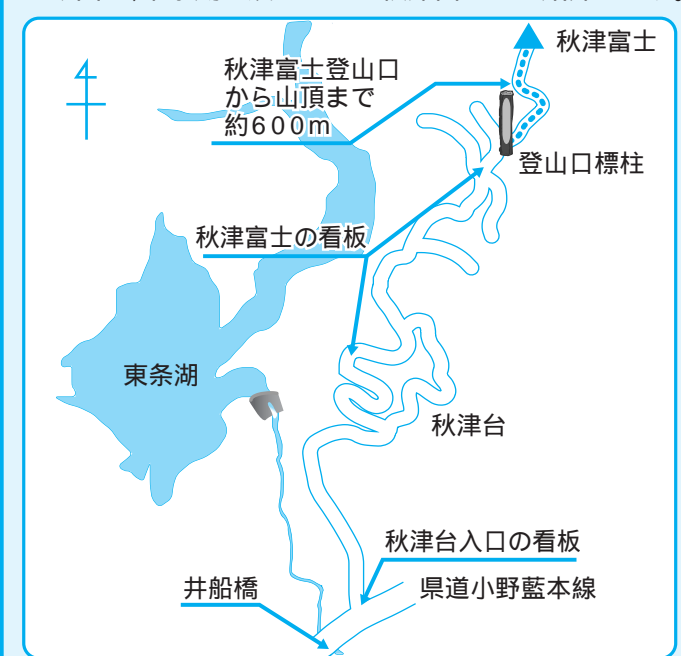 秋津富士
秋津富士登山口
から山頂まで
約600m
登山口標柱
秋津富士の看板
東条湖
秋津台
秋津台入口の看板
井船橋
県道小野藍本線